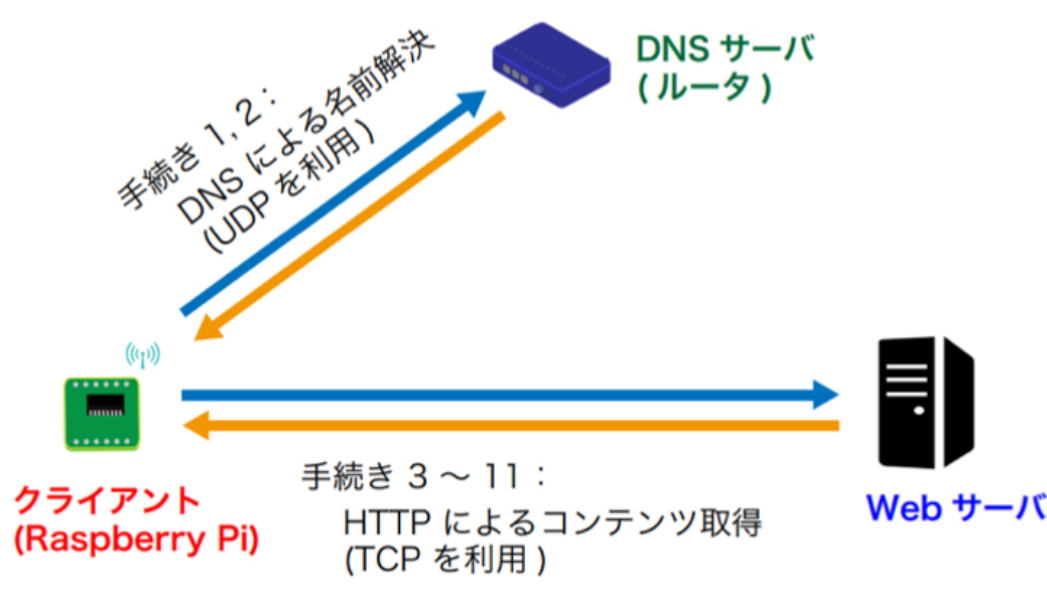 手続き 1, 2 :
DNS による名前解決
(UDP を利用 )
DNS サーバ
( ルータ )
クライアント
(Raspberry Pi)
手続き 3 〜 11 :
HTTP によるコンテンツ取得
(TCP を利用 )
Web サーバ